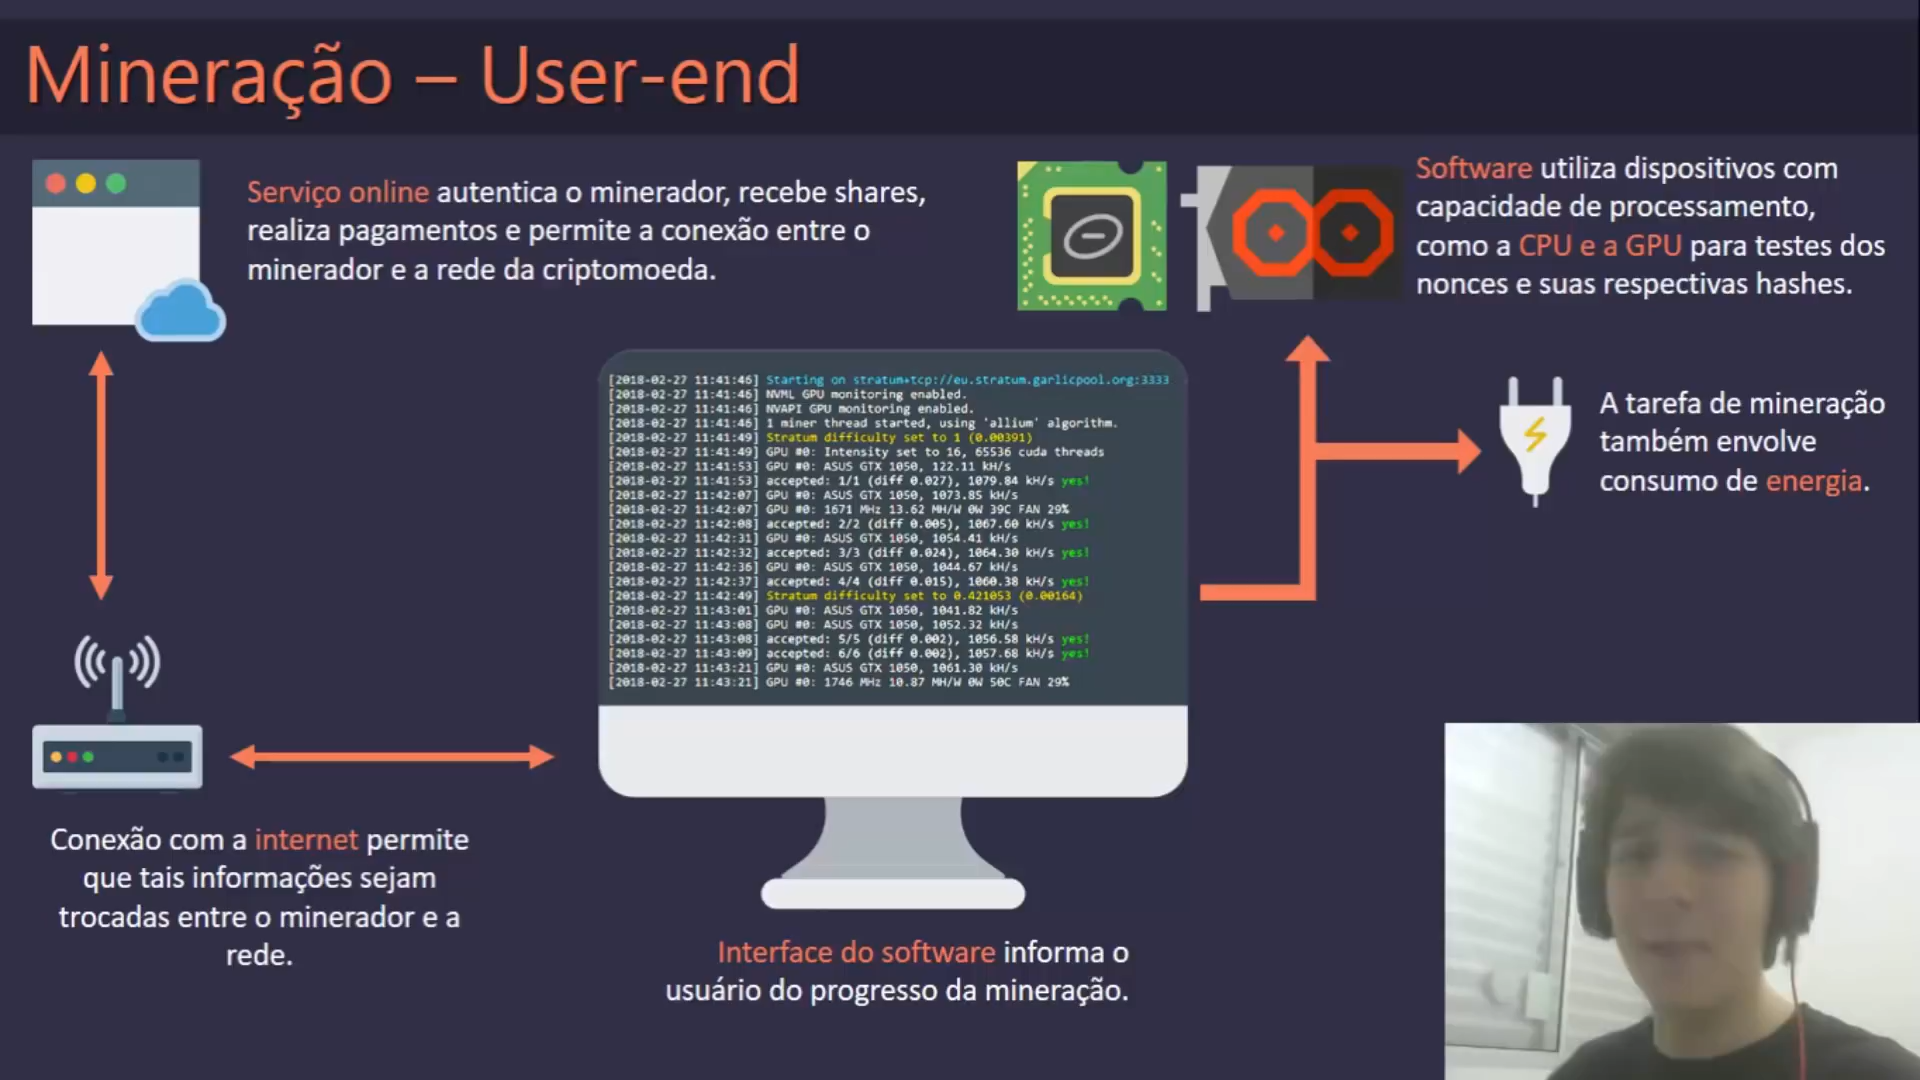 Mineração – User-end
Serviço online autentica o minerador, recebe shares,
realiza pagamentos e permite a conexão entre o
minerador e a rede da criptomoeda.
Software utiliza dispositivos com
capacidade de processamento,
como a CPU e a GPU para testes dos
nonces e suas respectivas hashes.
A tarefa de mineração
também envolve
consumo de energia.
[2018-02-27 11:41:46] Starting on stratum+tcp://eu.stratum.garlicpool.org:3333
[2018-02-27 11:41:46] NVML GPU monitoring enabled.
[2018-02-27 11:41:46] NVAPI GPU monitoring enabled.
[2018-02-27 11:41:46] 1 miner thread started, using 'allium' algorithm.
[2018-02-27 11:41:49] Stratum difficulty set to 1 (0.00391)
[2018-02-27 11:41:49] GPU #0: Intensity set to 16, 65536 cuda threads
[2018-02-27 11:41:53] GPU #0: ASUS GTX 1050, 122.11 kH/s
[2018-02-27 11:41:53] accepted: 1/1 (diff 0.027), 1079.84 kH/s yes!
[2018-02-27 11:42:07] GPU #0: ASUS GTX 1050, 1073.85 kH/s
[2018-02-27 11:42:07] GPU #0: 1671 MHz 13.62 MH/W 0W 39C FAN 29%
[2018-02-27 11:42:08] accepted: 2/2 (diff 0.005), 1067.60 kH/s yes!
[2018-02-27 11:42:31] GPU #0: ASUS GTX 1050, 1054.41 kH/s
[2018-02-27 11:42:32] accepted: 3/3 (diff 0.024), 1064.30 kH/s yes!
[2018-02-27 11:42:36] GPU #0: ASUS GTX 1050, 1044.67 kH/s
[2018-02-27 11:42:37] accepted: 4/4 (diff 0.015), 1060.38 kH/s yes!
[2018-02-27 11:42:49] Stratum difficulty set to 0.421053 (0.00164)
[2018-02-27 11:43:01] GPU #0: ASUS GTX 1050, 1041.82 kH/s
[2018-02-27 11:43:08] GPU #0: ASUS GTX 1050, 1052.32 kH/s
[2018-02-27 11:43:08] accepted: 5/5 (diff 0.002), 1056.58 kH/s yes!
[2018-02-27 11:43:09] accepted: 6/6 (diff 0.002), 1057.68 kH/s yes!
[2018-02-27 11:43:21] GPU #0: ASUS GTX 1050, 1061.30 kH/s
[2018-02-27 11:43:21] GPU #0: 1746 MHz 10.87 MH/W 0W 50C FAN 29%
Conexão com a internet permite
que tais informações sejam
trocadas entre o minerador e a
rede.
Interface do software informa o
usuário do progresso da mineração.